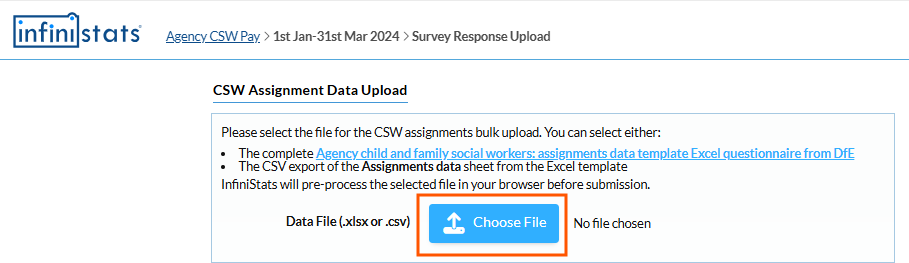 infinistats
Agency CSW Pay > 1st Jan-31st Mar 2024 > Survey Response Upload
CSW Assignment Data Upload
Please select the file for the CSW assignments bulk upload. You can select either:
• The complete Agency child and family social workers: assignments data template Excel questionnaire from DfE
• The CSV export of the Assignments data sheet from the Excel template
InfiniStats will pre-process the selected file in your browser before submission.
Data File (.xlsx or .csv) Choose File No file chosen